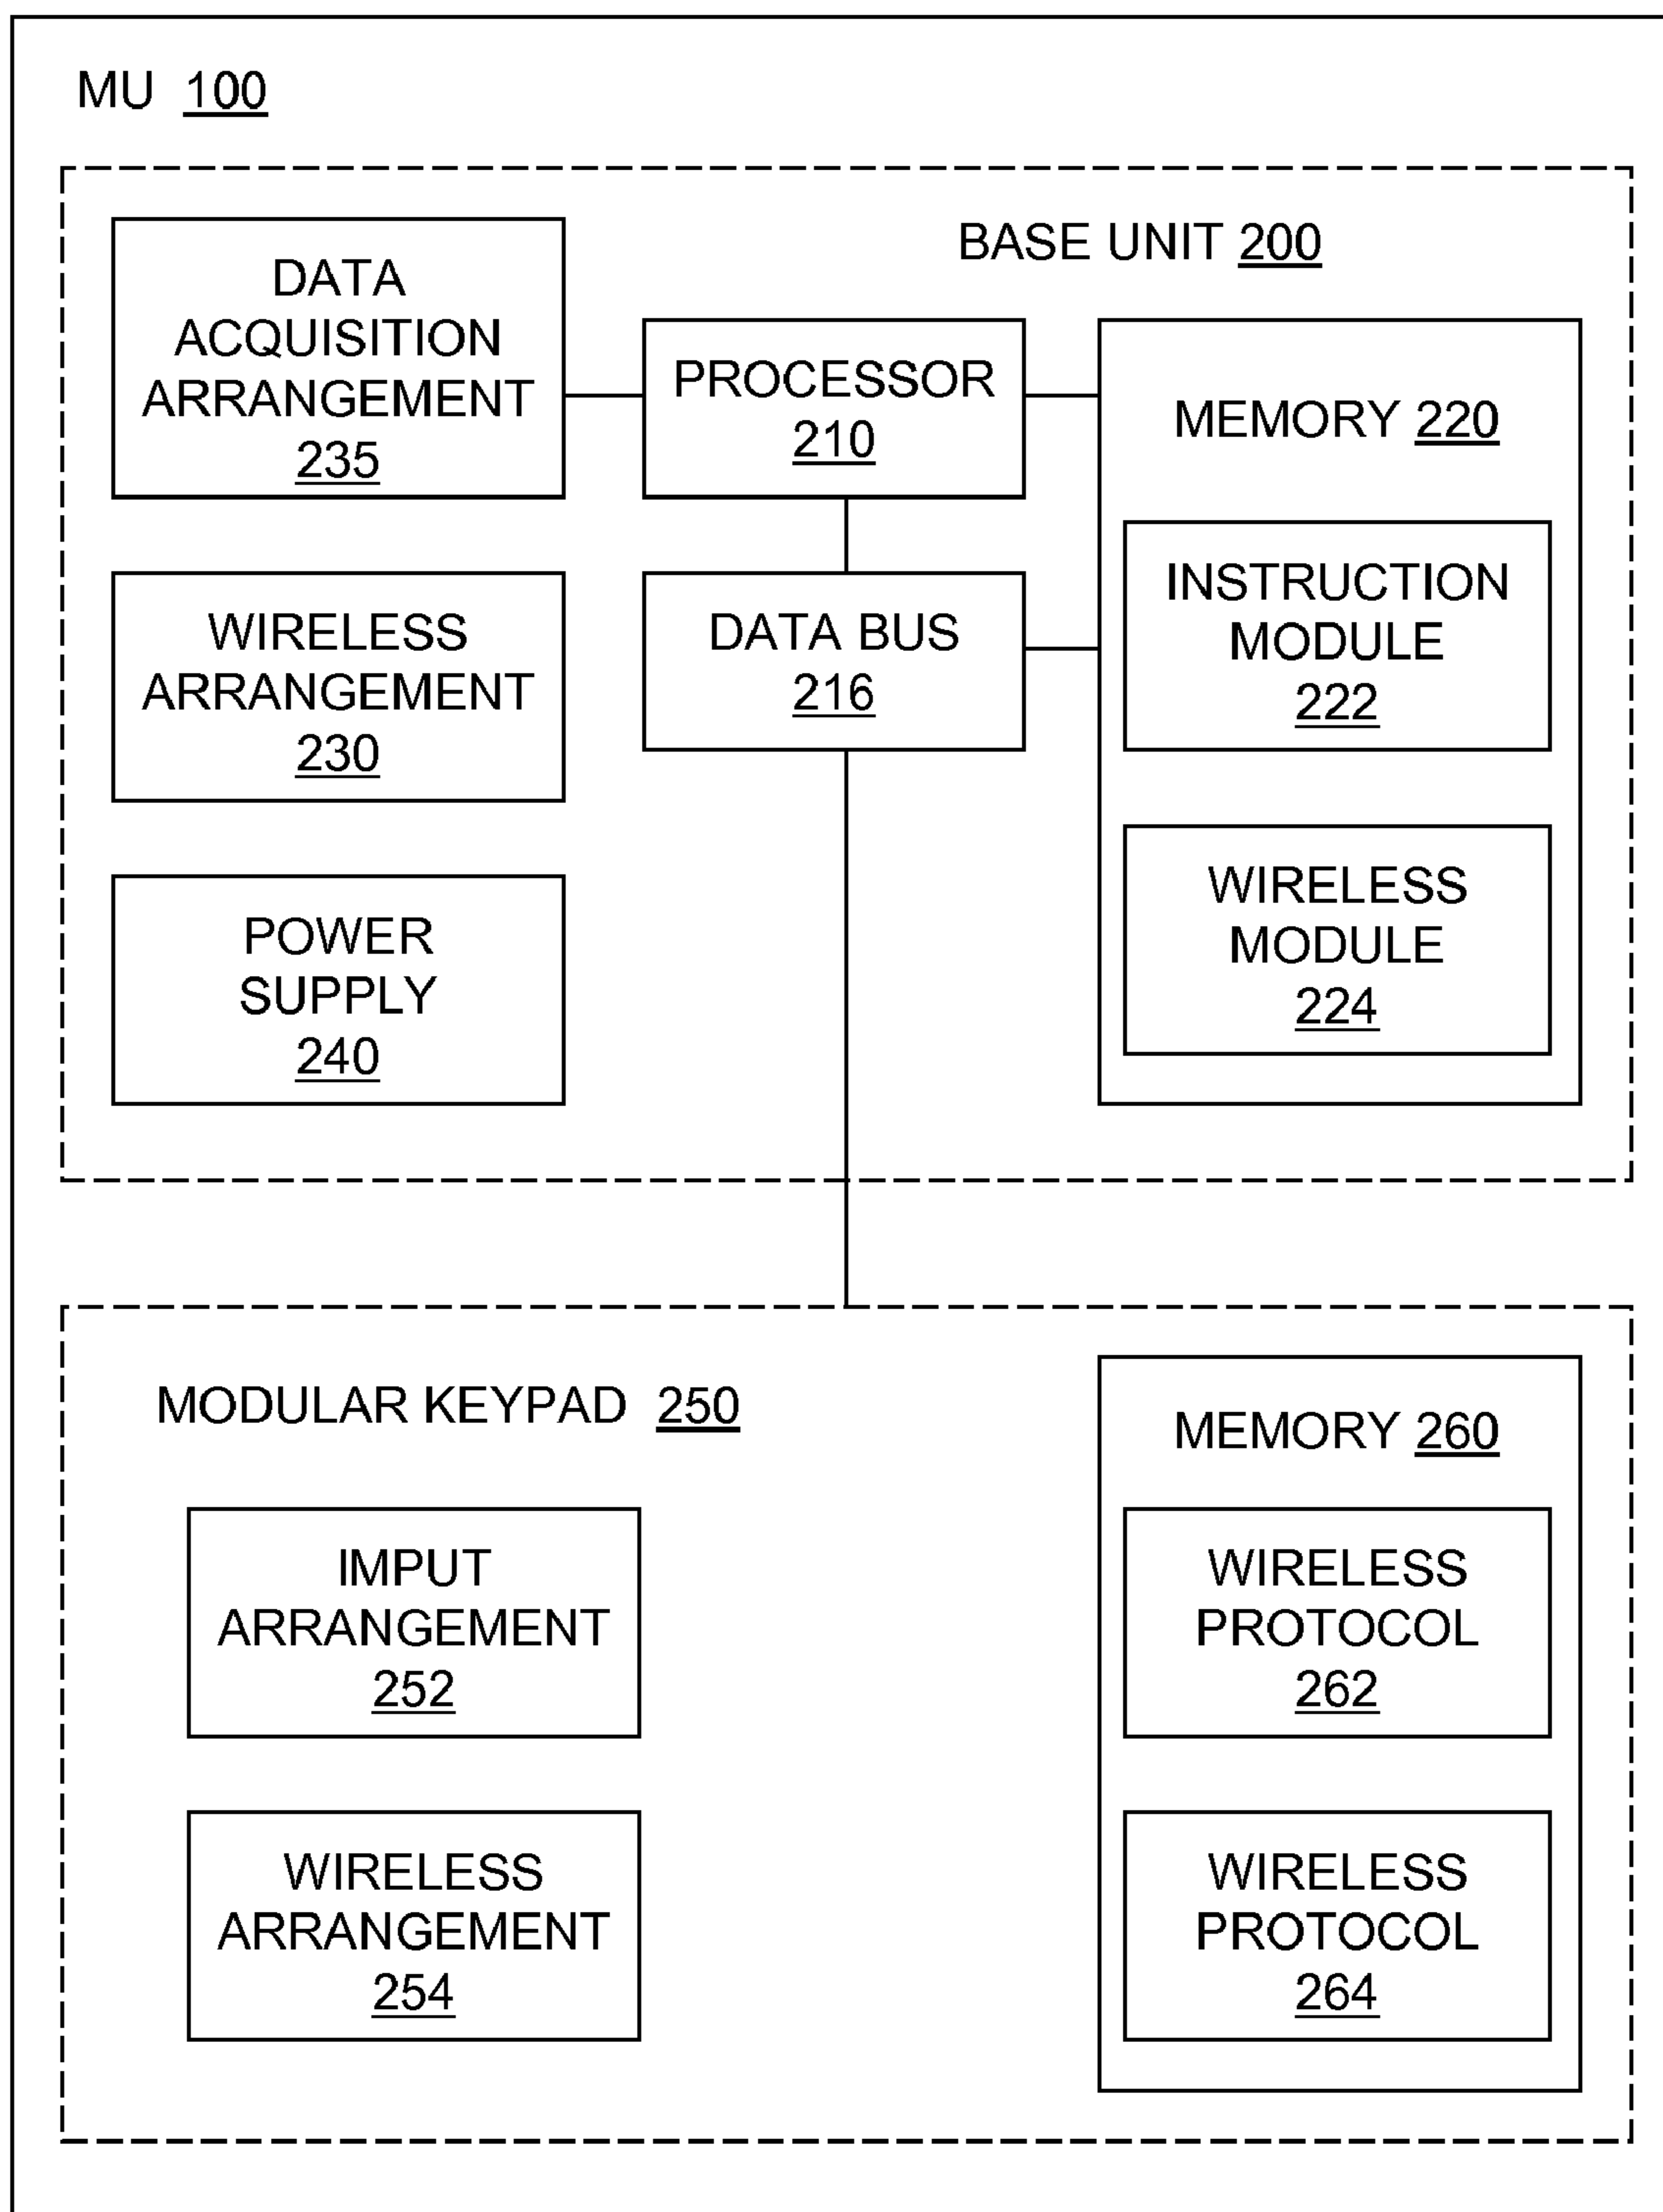 MU 100
BASE UNIT 200
DATA
ACQUISITION
ARRANGEMENT
235
PROCESSOR
210
MEMORY 220
WIRELESS
ARRANGEMENT
230
DATA BUS
216
INSTRUCTION
MODULE
222
POWER
SUPPLY
240
WIRELESS
MODULE
224
MODULAR KEYPAD 250
MEMORY 260
IMPUT
ARRANGEMENT
252
WIRELESS
PROTOCOL
262
WIRELESS
ARRANGEMENT
254
WIRELESS
PROTOCOL
264